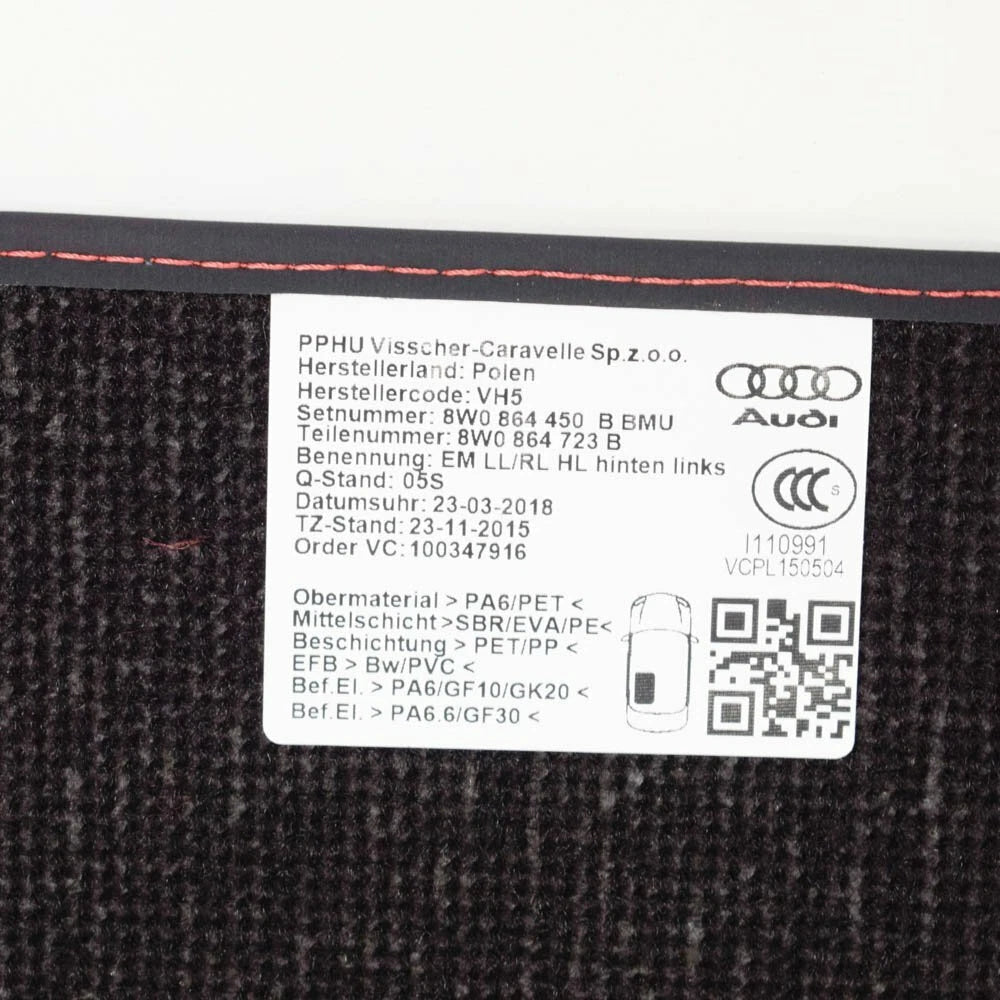 PPHU Visscher-Caravelle Sp.z.o.o.
Herstellerland: Polen
Herstellercode: VH5
Setnummer: 8W0 864 450 B BMU
Teilenummer: 8W0 864 723 B
Benennung: EM LL/RL HL hinten links
Q-Stand: 05S
Datumsuhr: 23-03-2018
TZ-Stand: 23-11-2015
Order VC: 100347916
Audi
CCC S
I110991
VCPL150504
Obermaterial > PA6/PET <
Mittelschicht >SBR/EVA/PE<
Beschichtung > PET/PP <
EFB > Bw/PVC <
Bef.El. > PA6/GF10/GK20 <
Bef.El. > PA6.6/GF30 <